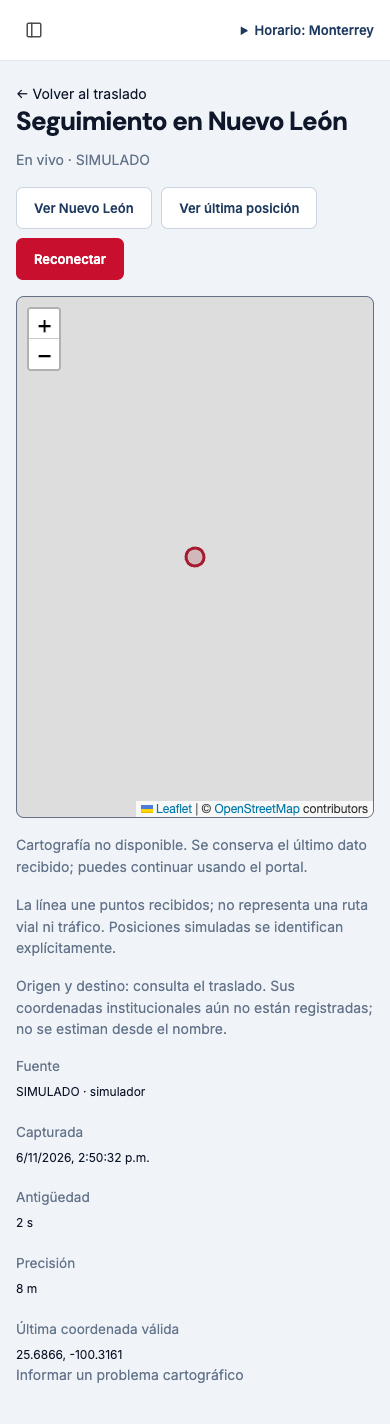 Horario: Monterrey
← Volver al traslado
Seguimiento en Nuevo León
En vivo · SIMULADO
Ver Nuevo León
Ver última posición
Reconectar
+
−
Leaflet | © OpenStreetMap contributors
Cartografía no disponible. Se conserva el último dato
recibido; puedes continuar usando el portal.
La línea une puntos recibidos; no representa una ruta
vial ni tráfico. Posiciones simuladas se identifican
explícitamente.
Origen y destino: consulta el traslado. Sus
coordenadas institucionales aún no están registradas;
no se estiman desde el nombre.
Fuente
SIMULADO · simulador
Capturada
6/11/2026, 2:50:32 p.m.
Antigüedad
2 s
Precisión
8 m
Última coordenada válida
25.6866, -100.3161
Informar un problema cartográfico